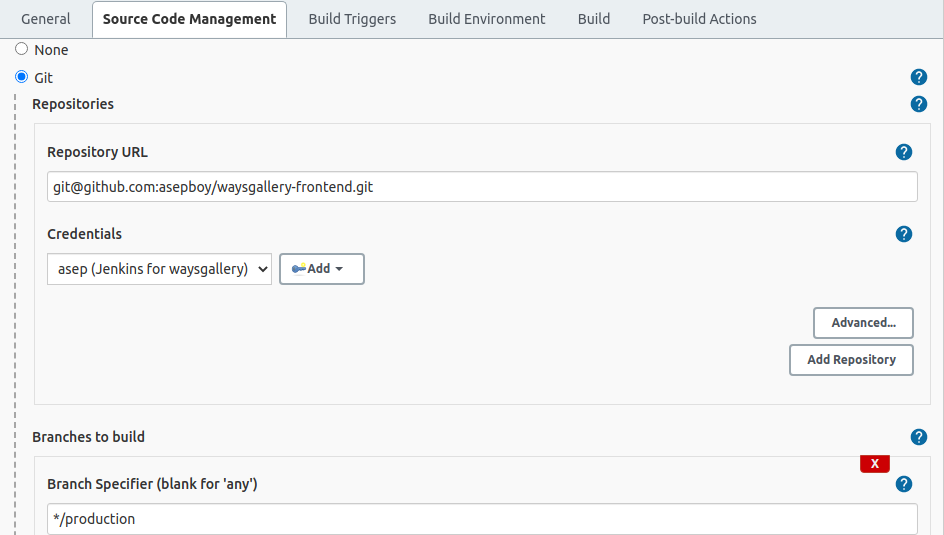 General Source Code Management Build Triggers Build Environment Build Post-build Actions
None
Git ?
Repositories ?
Repository URL ?
git@github.com:asepboy/waysgallery-frontend.git
Credentials ?
asep (Jenkins for waysgallery) Add
Advanced...
Add Repository
Branches to build ?
X
Branch Specifier (blank for 'any') ?
*/production